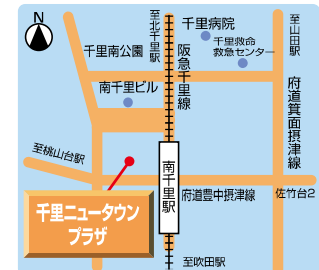 N
至北千里駅
千里病院
至山田駅
千里南公園
阪急千里線
千里救命
救急センター
南千里ビル
府道箕面摂津線
至桃山台駅
南千里駅
府道豊中摂津線
佐竹台2
千里ニュータウン
プラザ
至吹田駅